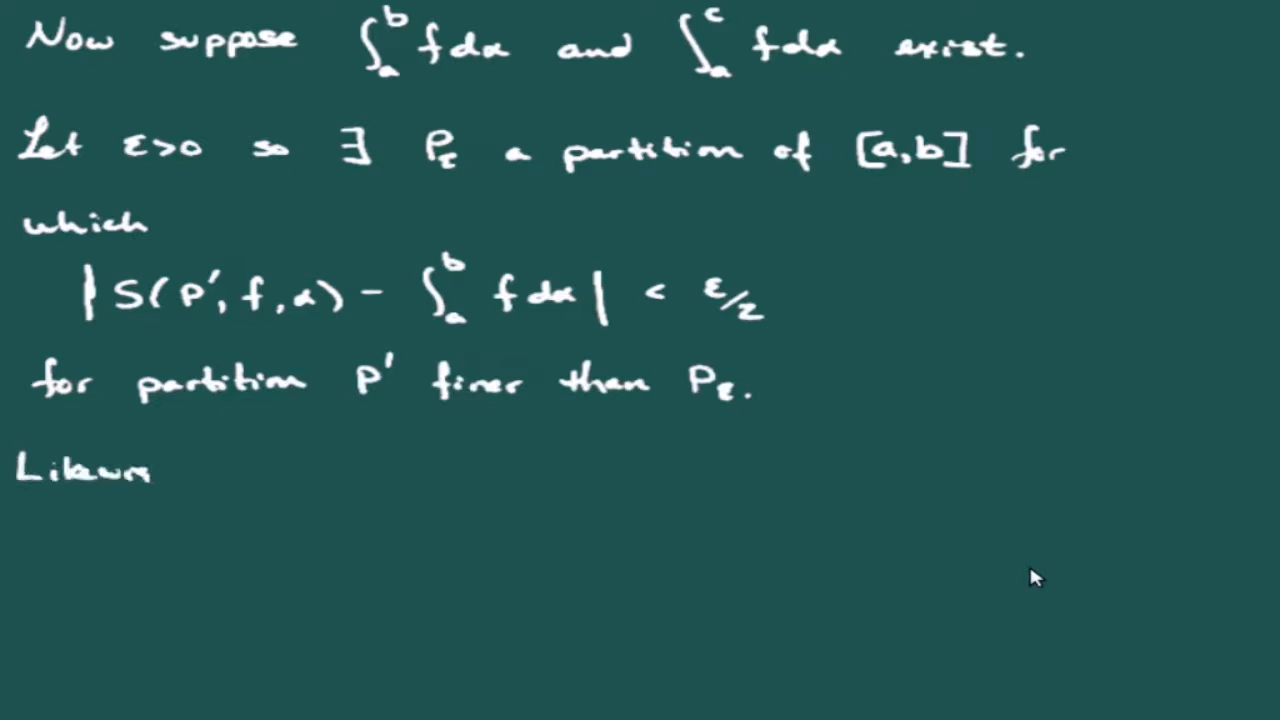 Now suppose ∫_a^b f dα and ∫_a^c f dα exist.
Let ε>0 so ∃ P_ε a partition of [a,b] for
which
|S(P', f, α) - ∫_a^b f dα| < ε/2
for partition P' finer than P_ε.
Likewis